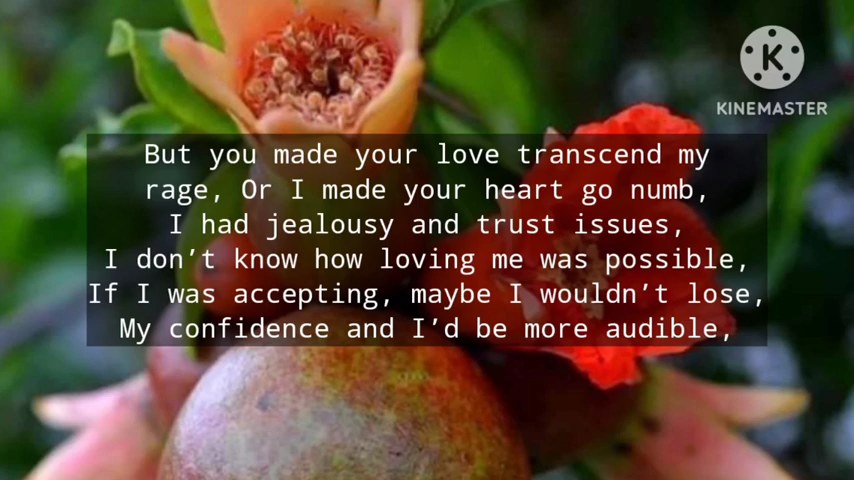 KINEMASTER
But you made your love transcend my
rage, Or I made your heart go numb,
I had jealousy and trust issues,
I don’t know how loving me was possible,
If I was accepting, maybe I wouldn’t lose,
My confidence and I’d be more audible,